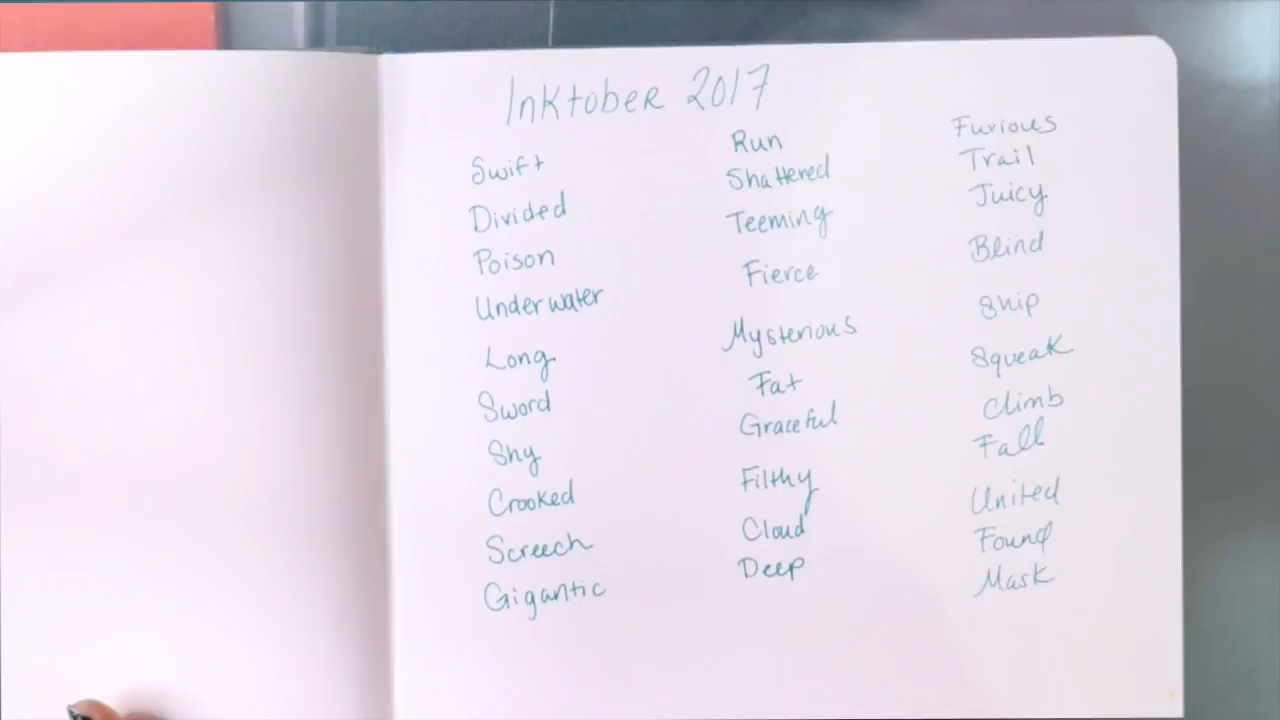 Inktober 2017
Swift
Divided
Poison
Underwater
Long
Sword
Shy
Crooked
Screech
Gigantic
Run
Shattered
Teeming
Fierce
Mysterious
Fat
Graceful
Filthy
Cloud
Deep
Furious
Trail
Juicy
Blind
Ship
Squeak
Climb
Fall
United
Found
Mask